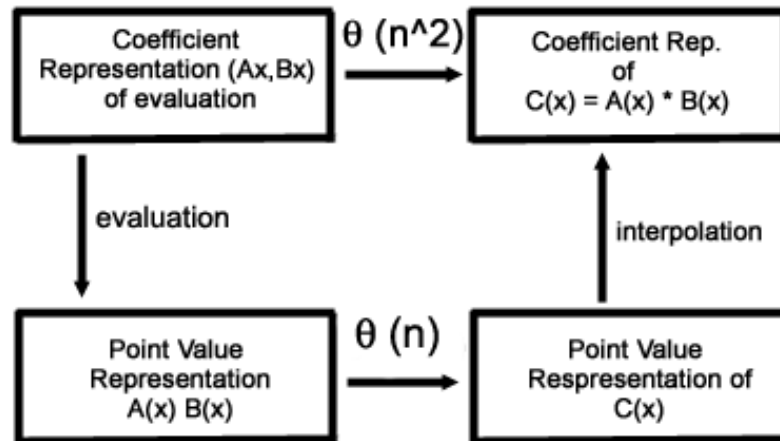 Coefficient
Representation (Ax,Bx)
of evaluation
θ (n^2)
Coefficient Rep.
of
C(x) = A(x) * B(x)
evaluation
interpolation
Point Value
Representation
A(x) B(x)
θ (n)
Point Value
Respresentation of
C(x)